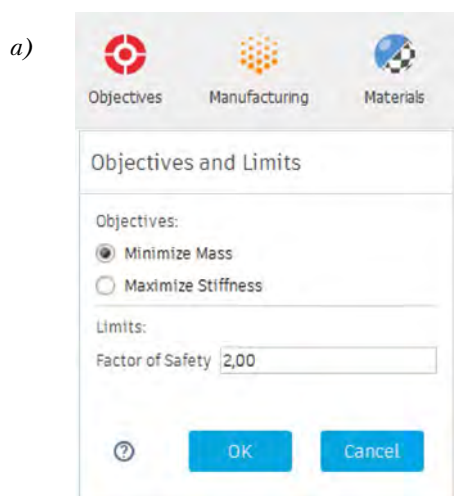 a)
Objectives Manufacturing Materials
Objectives and Limits
Objectives:
Minimize Mass
Maximize Stiffness
Limits:
Factor of Safety 2,00
? OK Cancel